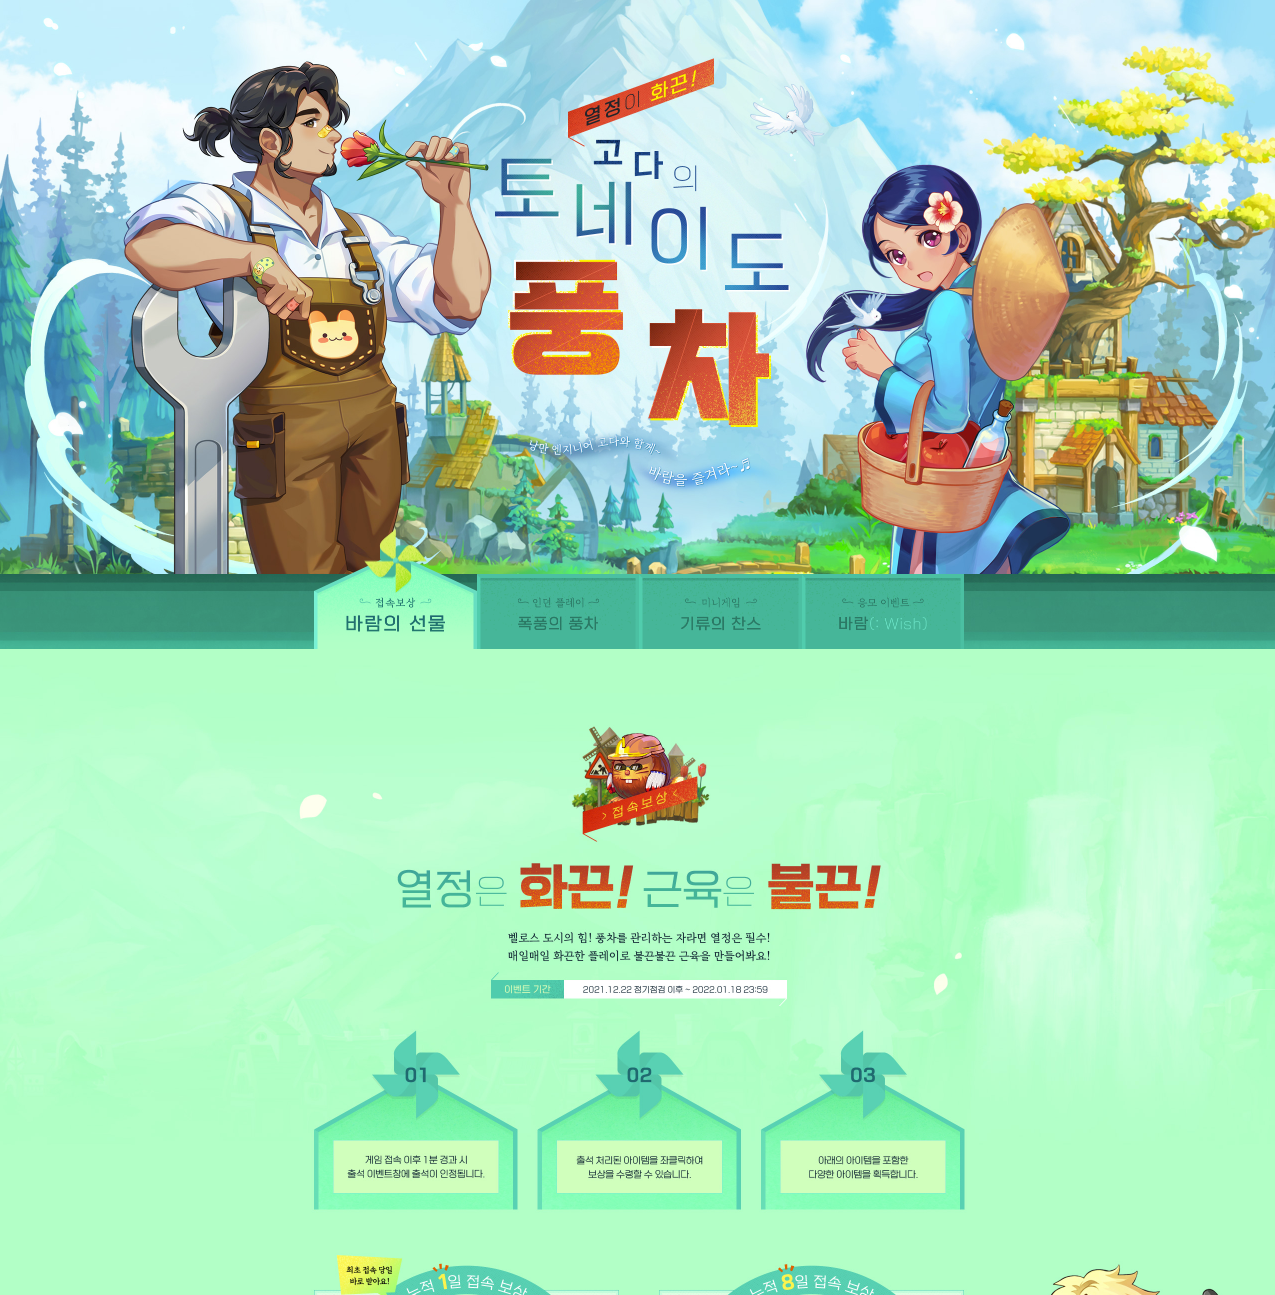 열정이 화끈!
고다의
토네이도
풍차
낭만 엔지니어 고다와 함께~
바람을 즐겨라~♬
접속보상
바람의 선물
인던 플레이
폭풍의 풍차
미니게임
기류의 찬스
응모 이벤트
바람(: Wish)
접속보상
열정은 화끈! 근육은 불끈!
벨로스 도시의 힘! 풍차를 관리하는 자라면 열정은 필수!
매일매일 화끈한 플레이로 불끈불끈 근육을 만들어봐요!
이벤트 기간
2021.12.22 정기점검 이후 ~ 2022.01.18 23:59
01
게임 접속 이후 1분 경과 시
출석 이벤트창에 출석이 인정됩니다.
02
출석 처리된 아이템을 좌클릭하여
보상을 수령할 수 있습니다.
03
아래의 아이템을 포함한
다양한 아이템을 획득합니다.
최초 접속 당일
바로 받아요!
누적 1일 접속 보상
누적 8일 접속 보상